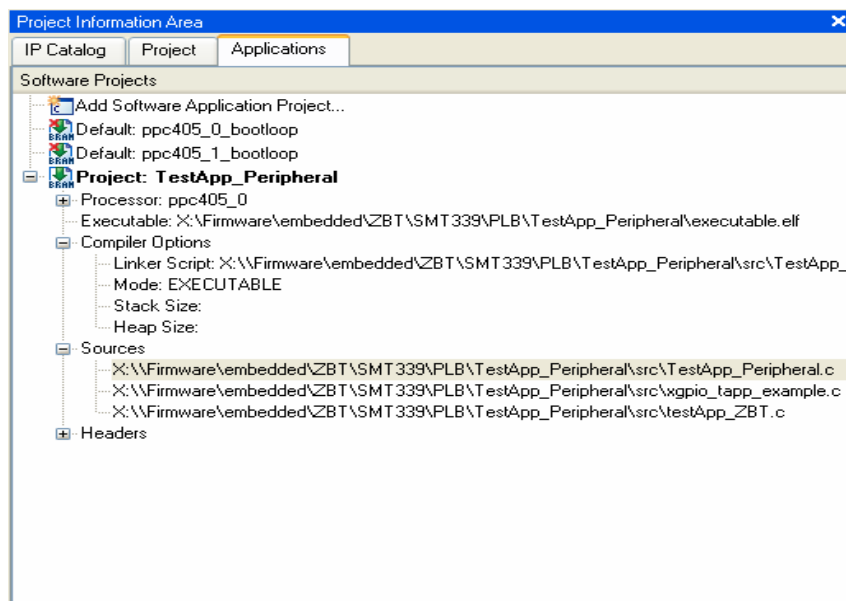 Project Information Area
IP Catalog Project Applications
Software Projects
Add Software Application Project...
Default: ppc405_0_bootloop
Default: ppc405_1_bootloop
Project: TestApp_Peripheral
Processor: ppc405_0
Executable: X:\Firmware\embedded\ZBT\SMT339\PLB\TestApp_Peripheral\executable.elf
Compiler Options
Linker Script: X:\\Firmware\embedded\ZBT\SMT339\PLB\TestApp_Peripheral\src\TestApp_
Mode: EXECUTABLE
Stack Size:
Heap Size:
Sources
X:\\Firmware\embedded\ZBT\SMT339\PLB\TestApp_Peripheral\src\TestApp_Peripheral.c
X:\\Firmware\embedded\ZBT\SMT339\PLB\TestApp_Peripheral\src\xgpio_tapp_example.c
X:\\Firmware\embedded\ZBT\SMT339\PLB\TestApp_Peripheral\src\testApp_ZBT.c
Headers